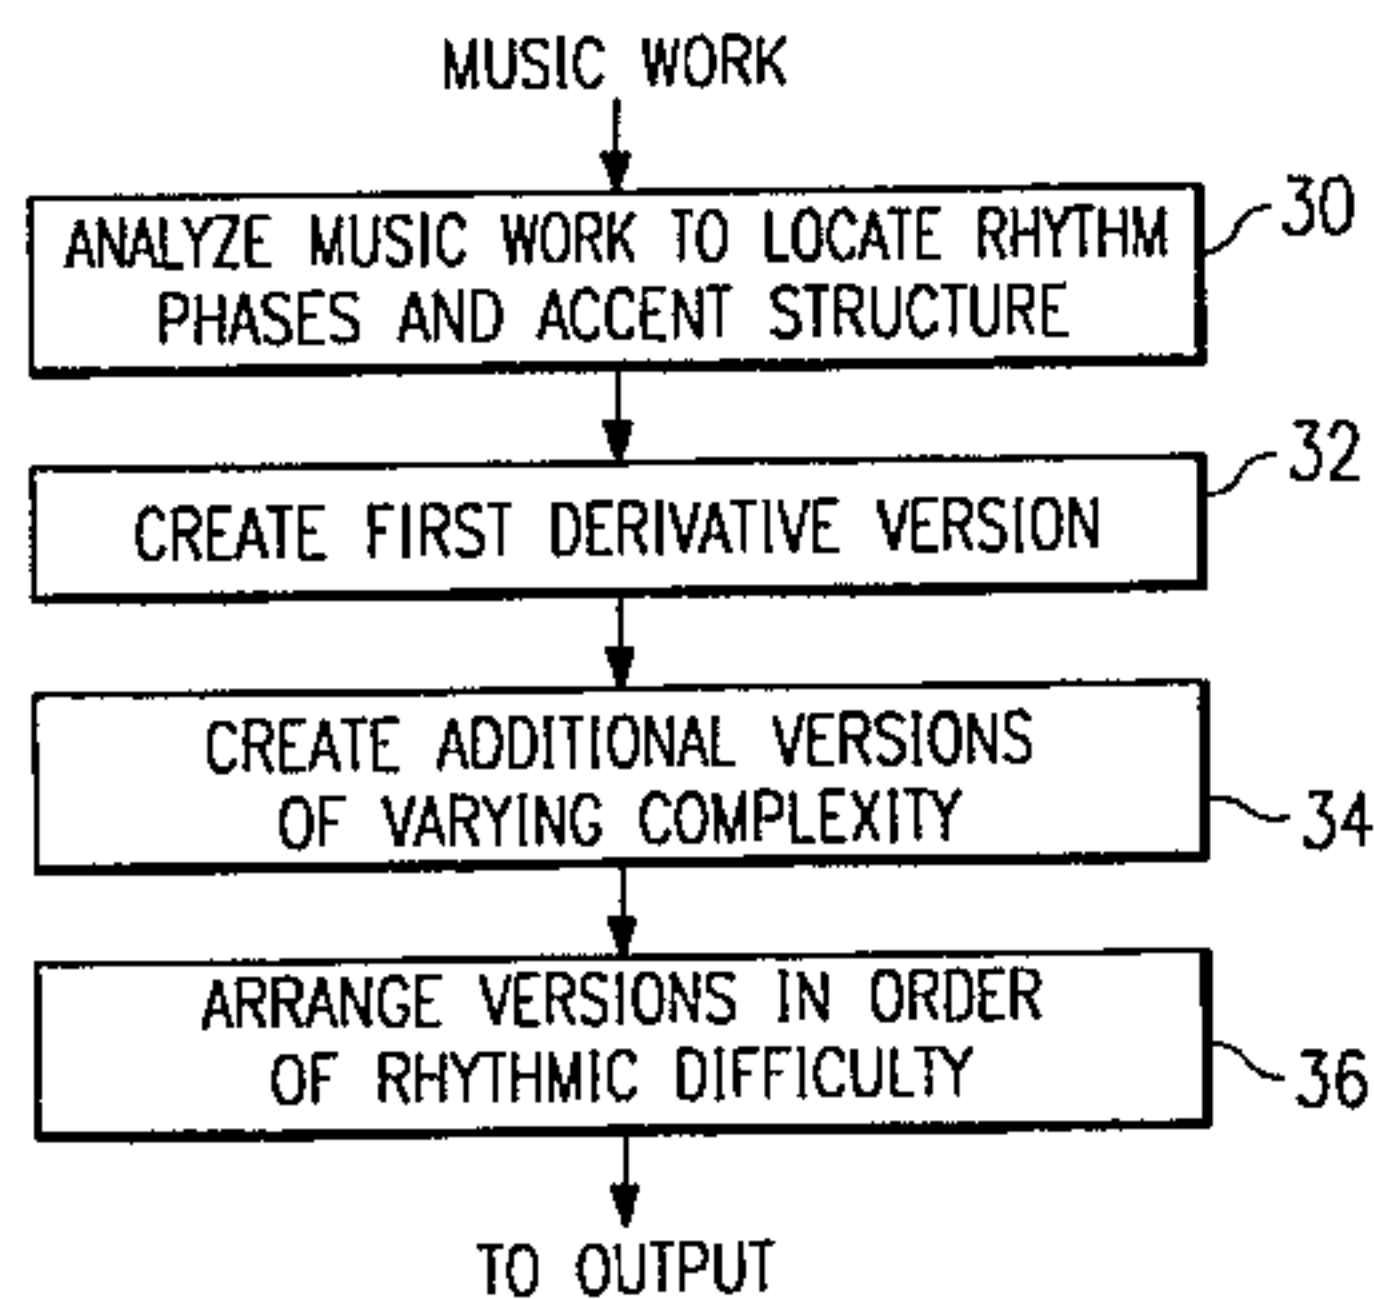 MUSIC WORK
ANALYZE MUSIC WORK TO LOCATE RHYTHM
PHASES AND ACCENT STRUCTURE
30
CREATE FIRST DERIVATIVE VERSION
32
CREATE ADDITIONAL VERSIONS
OF VARYING COMPLEXITY
34
ARRANGE VERSIONS IN ORDER
OF RHYTHMIC DIFFICULTY
36
TO OUTPUT